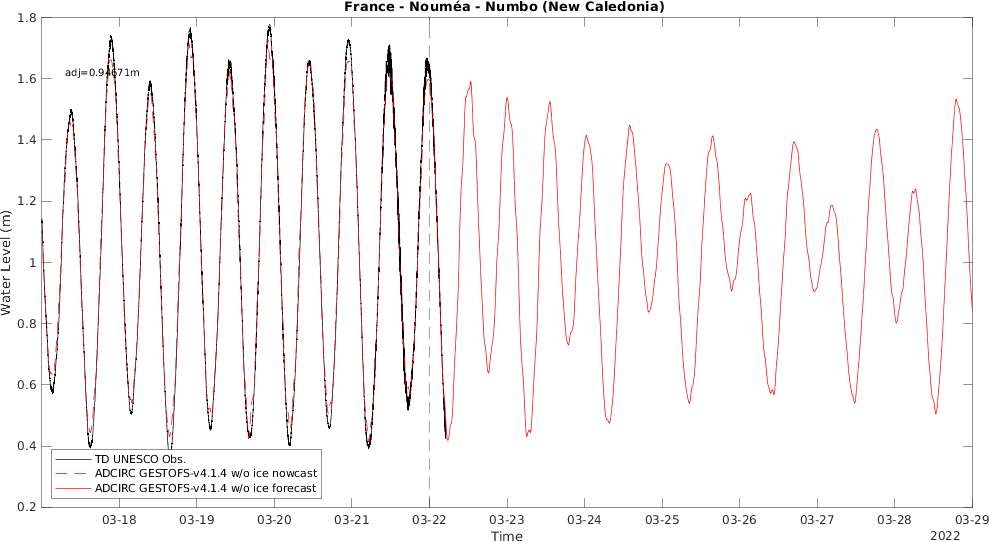 France - Nouméa - Numbo (New Caledonia)
1.8
1.6
1.4
1.2
1
0.8
0.6
0.4
0.2
Water Level (m)
adj=0.94671m
TD UNESCO Obs.
ADCIRC GESTOFS-v4.1.4 w/o ice nowcast
ADCIRC GESTOFS-v4.1.4 w/o ice forecast
03-18 03-19 03-20 03-21 03-22 03-23 03-24 03-25 03-26 03-27 03-28 03-29
Time
2022